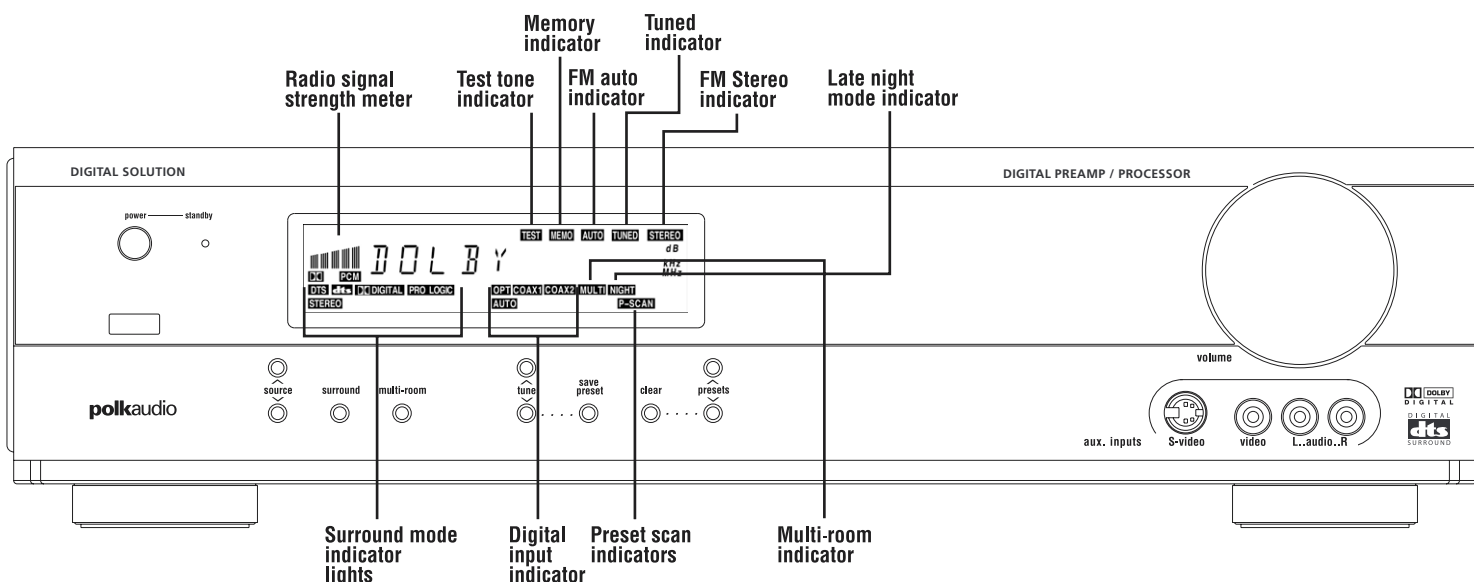 Memory
indicator
Tuned
indicator
Radio signal
strength meter
Test tone
indicator
FM auto
indicator
FM Stereo
indicator
Late night
mode indicator
DIGITAL SOLUTION
DIGITAL PREAMP / PROCESSOR
power standby
TEST MEMO AUTO TUNED STEREO
dB
kHz
MHz
DOLBY
PCM
DTS dts DIGITAL PRO LOGIC
STEREO
OPT COAX1 COAX2 MULTI NIGHT
AUTO P-SCAN
volume
source surround multi-room tune save
preset clear presets
polkaudio
aux. inputs S-video video L..audio..R
DOLBY
DIGITAL
DIGITAL
dts
SURROUND
Surround mode
indicator
lights
Digital
input
indicator
Preset scan
indicators
Multi-room
indicator